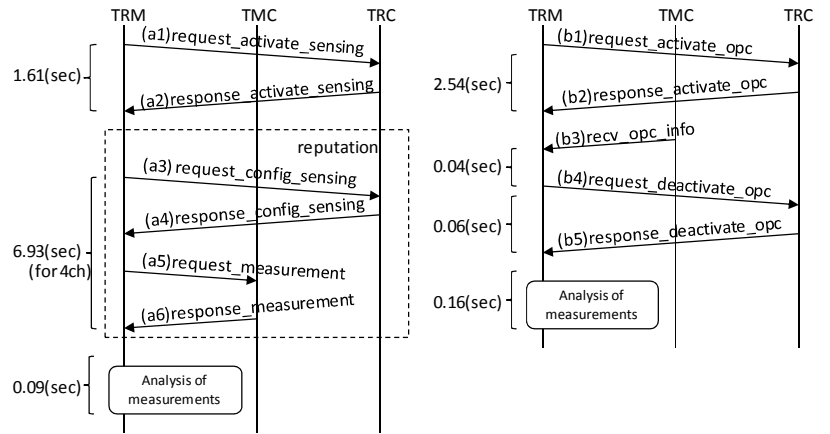 TRM TMC TRC
(a1)request_activate_sensing
1.61(sec)
(a2)response_activate_sensing
reputation
(a3) request_config_sensing
(a4)response_config_sensing
6.93(sec)
(for 4ch)
(a5)request_measurement
(a6)response_measurement
0.09(sec)
Analysis of
measurements
TRM TMC TRC
(b1)request_activate_opc
2.54(sec)
(b2)response_activate_opc
(b3)recv_opc_info
0.04(sec)
(b4)request_deactivate_opc
0.06(sec)
(b5)response_deactivate_opc
0.16(sec)
Analysis of
measurements